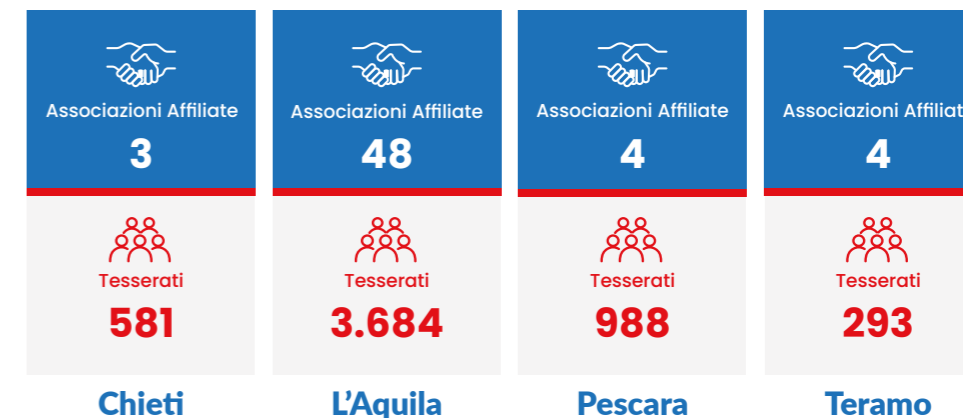 Associazioni Affiliate
3
Tesserati
581
Chieti
Associazioni Affiliate
48
Tesserati
3.684
L'Aquila
Associazioni Affiliate
4
Tesserati
988
Pescara
Associazioni Affiliat
4
Tesserati
293
Teramo